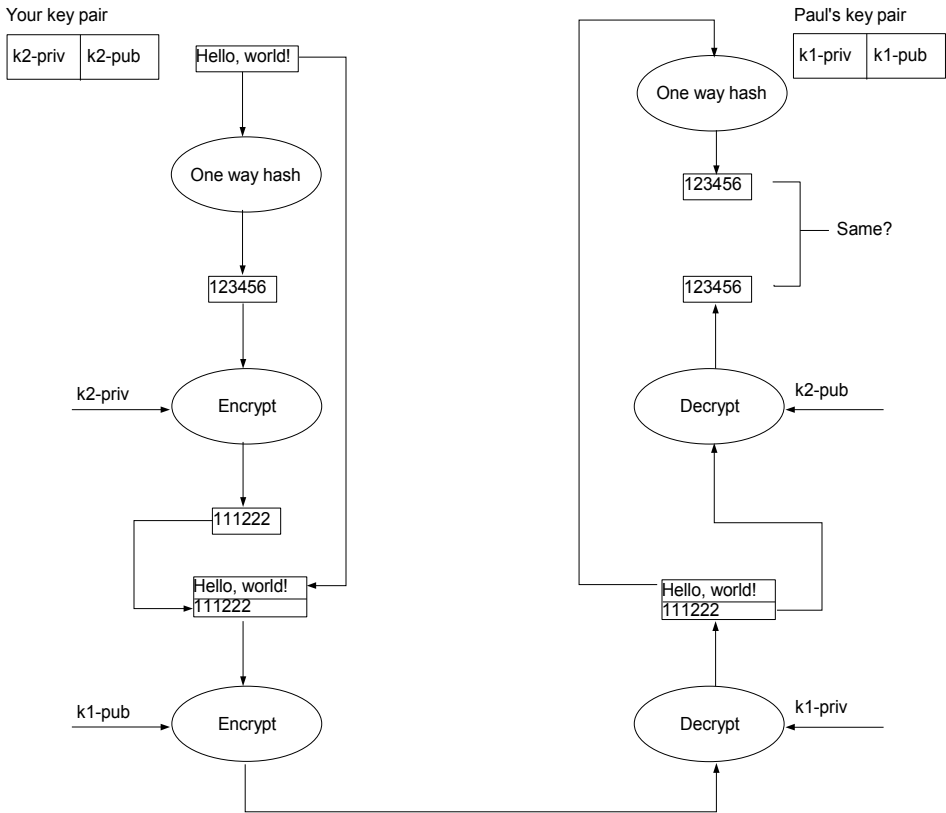 Your key pair
k2-priv k2-pub
Hello, world!
One way hash
123456
k2-priv
Encrypt
111222
Hello, world!
111222
k1-pub
Encrypt
Paul's key pair
k1-priv k1-pub
One way hash
123456
Same?
123456
k2-pub
Decrypt
Hello, world!
111222
k1-priv
Decrypt